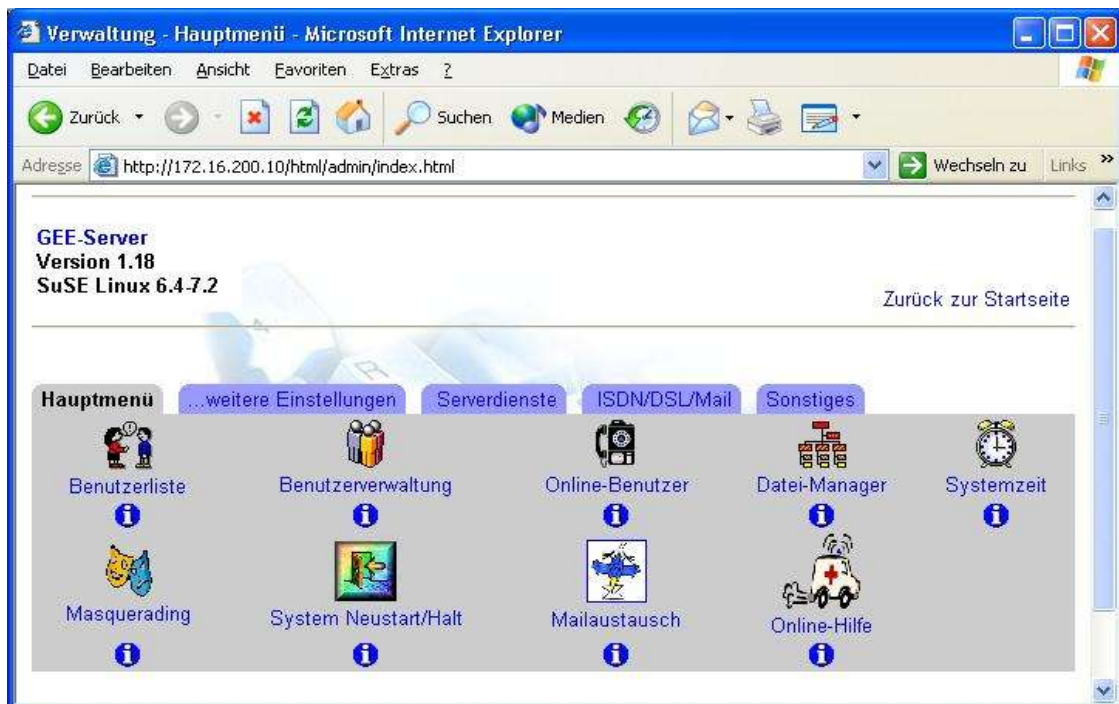 Verwaltung - Hauptmenü - Microsoft Internet Explorer
Datei Bearbeiten Ansicht Favoriten Extras ?
Zurück Suchen Medien
Adresse http://172.16.200.10/html/admin/index.html Wechseln zu Links »
GEE-Server
Version 1.18
SuSE Linux 6.4-7.2
Zurück zur Startseite
Hauptmenü ...weitere Einstellungen Serverdienste ISDN/DSL/Mail Sonstiges
Benutzerliste Benutzerverwaltung Online-Benutzer Datei-Manager Systemzeit
i i i i i
Masquerading System Neustart/Halt Mailaustausch Online-Hilfe
i i i i